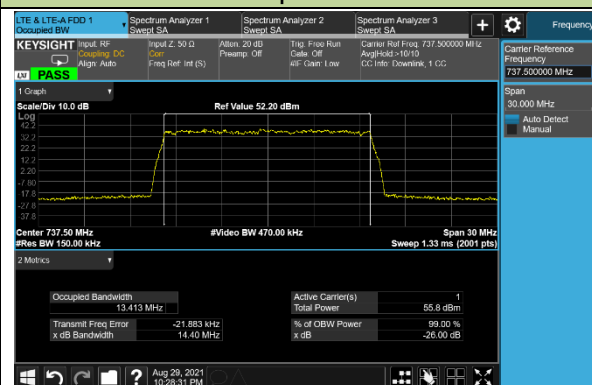 LTE & LTE-A FDD 1
Occupied BW
Spectrum Analyzer 1
Swept SA
Spectrum Analyzer 2
Swept SA
Spectrum Analyzer 3
Swept SA
+
Frequency
KEYSIGHT
Input: RF
Coupling: DC
Align: Auto
Input Z: 50 Ω
Corr
Freq Ref: Int (S)
Atten: 20 dB
Preamp: Off
Trig: Free Run
Gate: Off
#IF Gain: Low
Carrier Ref Freq: 737.500000 MHz
Avg|Hold:>10/10
CC Info: Downlink, 1 CC
LXI PASS
Carrier Reference
Frequency
737.500000 MHz
Span
30.000 MHz
Auto Detect
Manual
1 Graph
Scale/Div 10.0 dB
Ref Value 52.20 dBm
Log
42.2
32.2
22.2
12.2
2.20
-7.80
-17.8
-27.8
-37.8
Center 737.50 MHz
#Video BW 470.00 kHz
Span 30 MHz
#Res BW 150.00 kHz
Sweep 1.33 ms (2001 pts)
2 Metrics
Occupied Bandwidth
13.413 MHz
Active Carrier(s) 1
Total Power 55.8 dBm
Transmit Freq Error -21.883 kHz
x dB Bandwidth 14.40 MHz
% of OBW Power 99.00 %
x dB -26.00 dB
?
Aug 29, 2021
10:28:31 PM